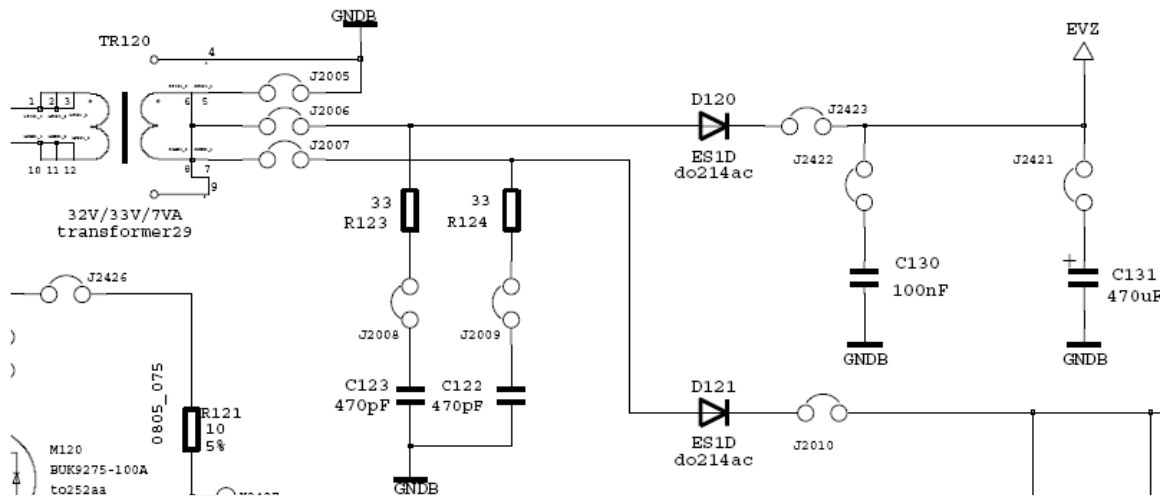 GNDB
EVZ
TR120
4
J2005
1 2 3
6 5
J2006
D120
J2423
J2007
ES1D
do214ac
J2422
J2421
10 11 12
8 7
9
32V/33V/7VA
transformer29
33
R123
33
R124
J2426
C130
100nF
+
C131
470uF
J2008
J2009
GNDB
GNDB
0805_075
C123
470pF
C122
470pF
D121
R121
10
5%
ES1D
do214ac
J2010
M120
BUK9275-100A
to252aa
GNDB